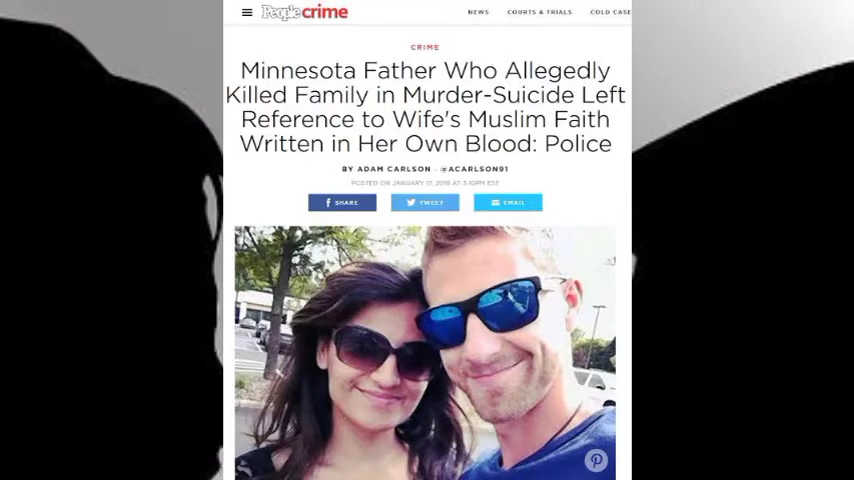 People crime
NEWS COURTS & TRIALS COLD CASE
CRIME
Minnesota Father Who Allegedly
Killed Family in Murder-Suicide Left
Reference to Wife's Muslim Faith
Written in Her Own Blood: Police
BY ADAM CARLSON · @ACARLSON91
POSTED ON JANUARY 17, 2018 AT 3:10PM EST
SHARE TWEET EMAIL